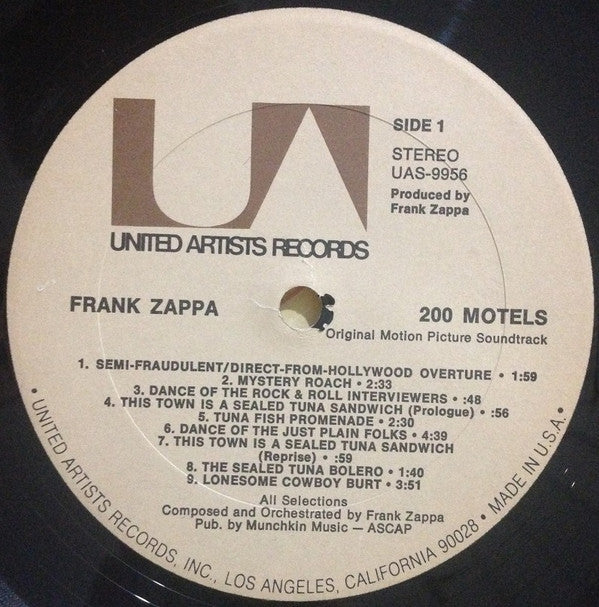 UA
SIDE 1
STEREO
UAS-9956
Produced by
Frank Zappa
UNITED ARTISTS RECORDS
FRANK ZAPPA
200 MOTELS
Original Motion Picture Soundtrack
1. SEMI-FRAUDULENT/DIRECT-FROM-HOLLYWOOD OVERTURE • 1:59
2. MYSTERY ROACH • 2:33
3. DANCE OF THE ROCK & ROLL INTERVIEWERS • :48
4. THIS TOWN IS A SEALED TUNA SANDWICH (Prologue) • :56
5. TUNA FISH PROMENADE • 2:30
6. DANCE OF THE JUST PLAIN FOLKS • 4:39
7. THIS TOWN IS A SEALED TUNA SANDWICH
(Reprise) • :59
8. THE SEALED TUNA BOLERO • 1:40
9. LONESOME COWBOY BURT • 3:51
All Selections
Composed and Orchestrated by Frank Zappa
Pub. by Munchkin Music — ASCAP
• UNITED ARTISTS RECORDS, INC., LOS ANGELES, CALIFORNIA 90028 • MADE IN U.S.A. •